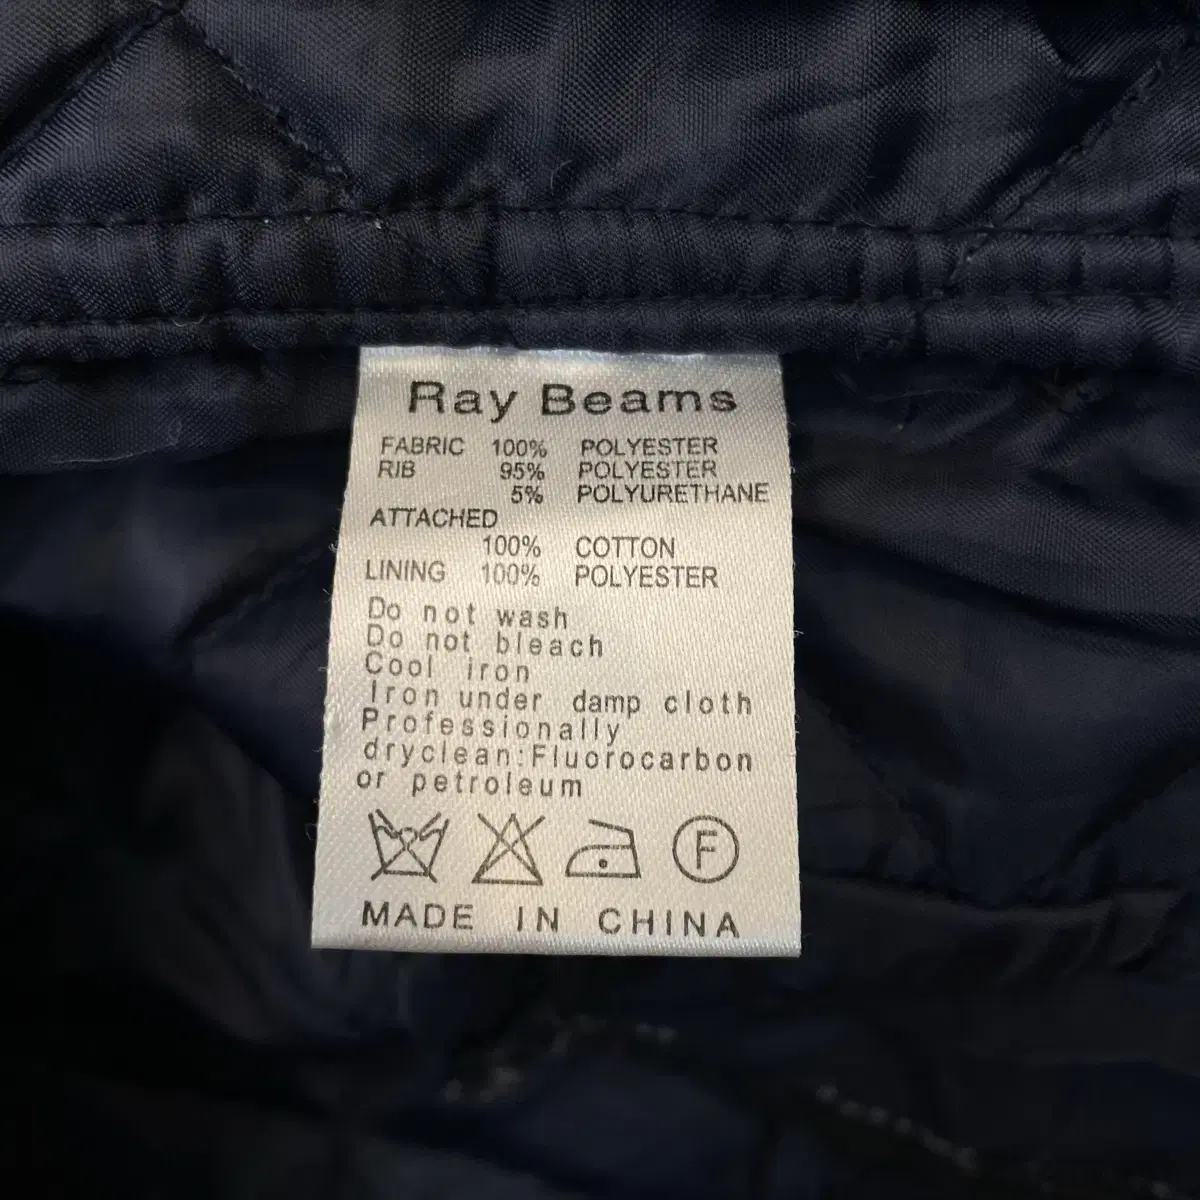 Ray Beams
FABRIC 100% POLYESTER
RIB 95% POLYESTER
5% POLYURETHANE
ATTACHED
100% COTTON
LINING 100% POLYESTER
Do not wash
Do not bleach
Cool iron
Iron under damp cloth
Professionally
dryclean:Fluorocarbon
or petroleum
F
MADE IN CHINA